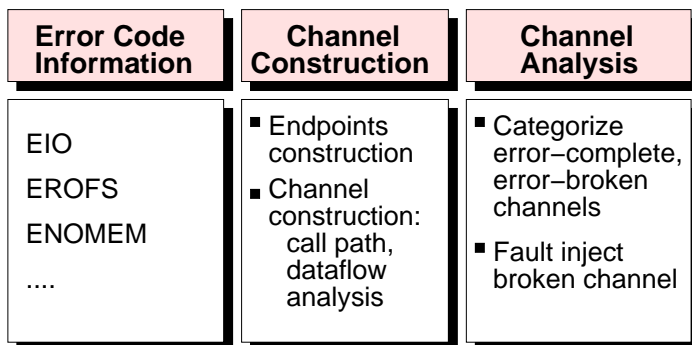 Error Code
Information
Channel
Construction
Channel
Analysis
EIO
EROFS
ENOMEM
....
Endpoints
construction
Channel
construction:
call path,
dataflow
analysis
Categorize
error−complete,
error−broken
channels
Fault inject
broken channel